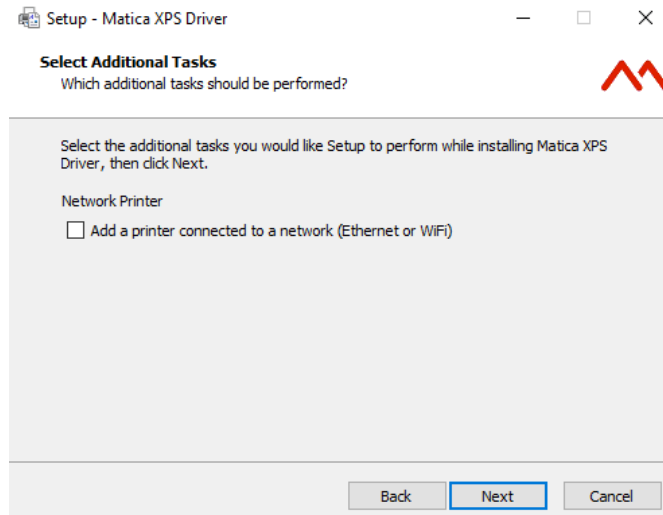 Setup - Matica XPS Driver
Select Additional Tasks
Which additional tasks should be performed?
Select the additional tasks you would like Setup to perform while installing Matica XPS
Driver, then click Next.
Network Printer
Add a printer connected to a network (Ethernet or WiFi)
Back
Next
Cancel